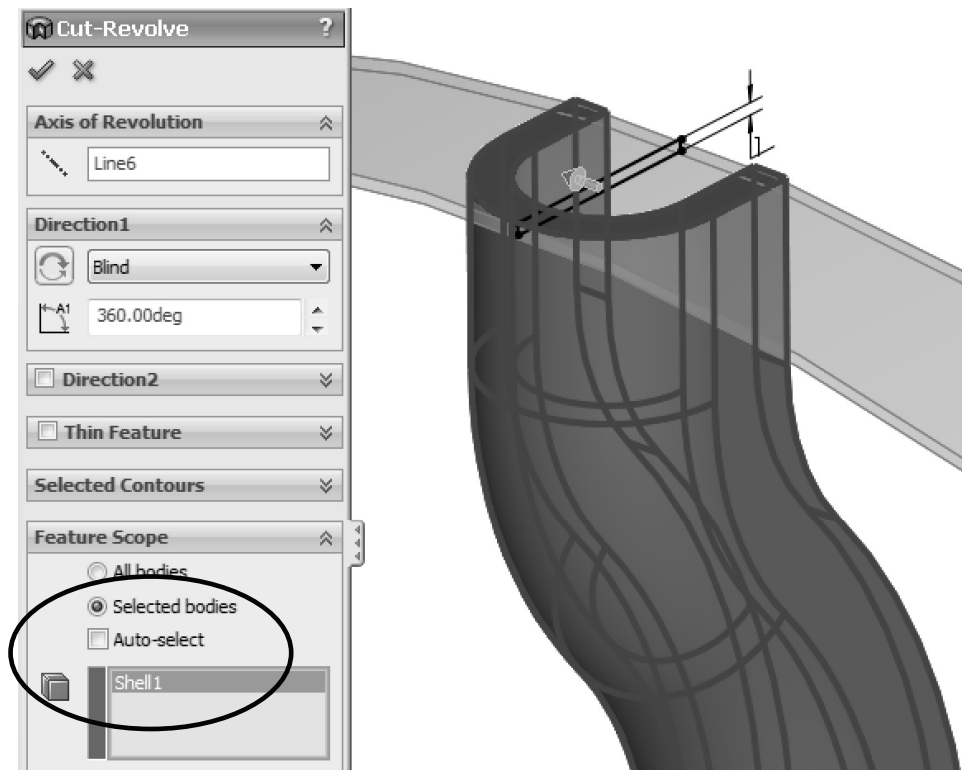 Cut-Revolve ?
Axis of Revolution
Line6
Direction1
Blind
A1
360.00deg
Direction2
Thin Feature
Selected Contours
Feature Scope
All bodies
Selected bodies
Auto-select
Shell1